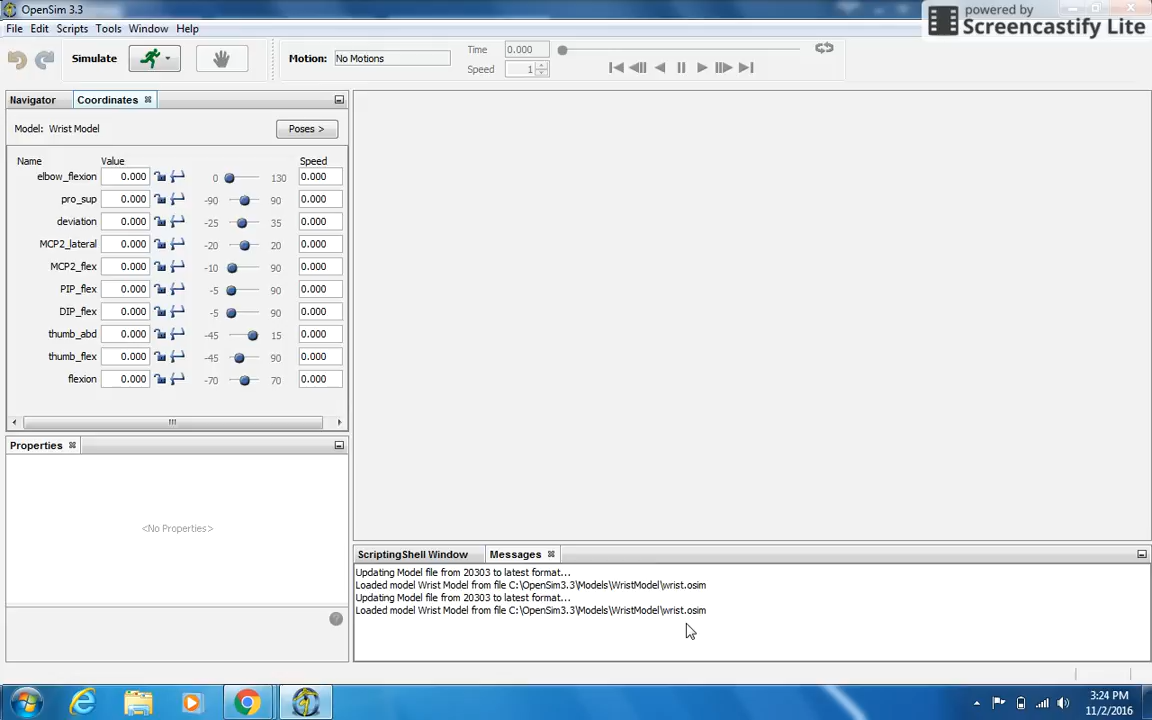 OpenSim 3.3
powered by
Screencastify Lite
File Edit Scripts Tools Window Help
Simulate
Motion: No Motions
Time 0.000
Speed 1
Navigator Coordinates
Model: Wrist Model Poses >
Name Value Speed
elbow_flexion 0.000 0 130 0.000
pro_sup 0.000 -90 90 0.000
deviation 0.000 -25 35 0.000
MCP2_lateral 0.000 -20 20 0.000
MCP2_flex 0.000 -10 90 0.000
PIP_flex 0.000 -5 90 0.000
DIP_flex 0.000 -5 90 0.000
thumb_abd 0.000 -45 15 0.000
thumb_flex 0.000 -45 90 0.000
flexion 0.000 -70 70 0.000
Properties
<No Properties>
ScriptingShell Window Messages
Updating Model file from 20303 to latest format...
Loaded model Wrist Model from file C:\OpenSim3.3\Models\WristModel\wrist.osim
Updating Model file from 20303 to latest format...
Loaded model Wrist Model from file C:\OpenSim3.3\Models\WristModel\wrist.osim
3:24 PM
11/2/2016